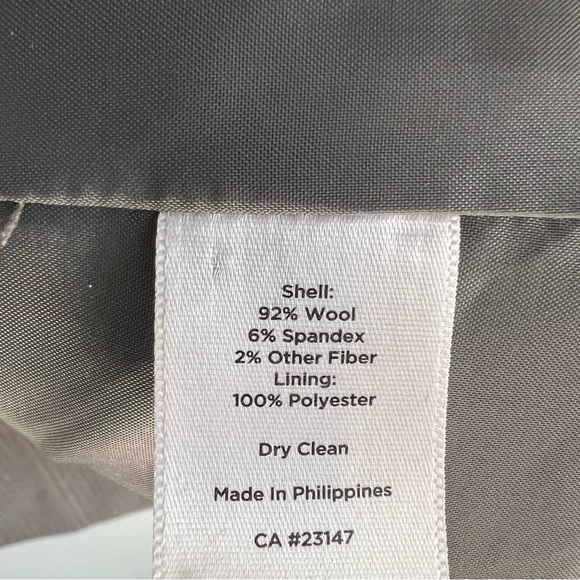 Shell:
92% Wool
6% Spandex
2% Other Fiber
Lining:
100% Polyester
Dry Clean
Made In Philippines
CA #23147